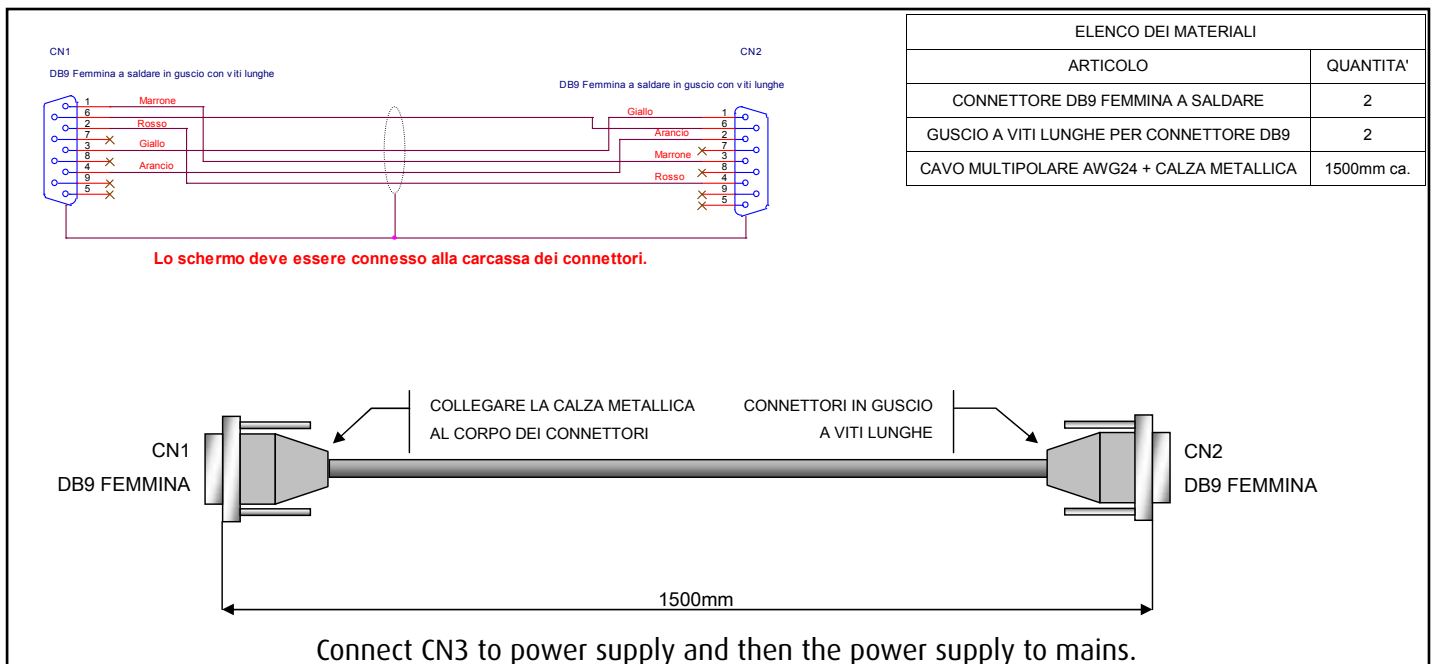 CN1
DB9 Femmina a saldare in guscio con viti lunghe
CN2
DB9 Femmina a saldare in guscio con viti lunghe
1 Marrone
6
2 Rosso
7
3 Giallo
8
4 Arancio
9
5
Giallo 1
6
Arancio 2
7
Marrone 3
8
Rosso 4
9
5
Lo schermo deve essere connesso alla carcassa dei connettori.
ELENCO DEI MATERIALI
ARTICOLO QUANTITA'
CONNETTORE DB9 FEMMINA A SALDARE 2
GUSCIO A VITI LUNGHE PER CONNETTORE DB9 2
CAVO MULTIPOLARE AWG24 + CALZA METALLICA 1500mm ca.
COLLEGARE LA CALZA METALLICA
AL CORPO DEI CONNETTORI
CONNETTORI IN GUSCIO
A VITI LUNGHE
CN1
DB9 FEMMINA
CN2
DB9 FEMMINA
1500mm
Connect CN3 to power supply and then the power supply to mains.